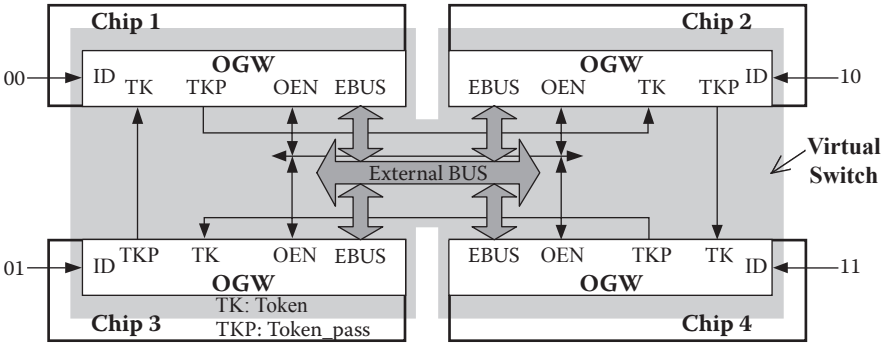 Chip 1
Chip 2
OGW
OGW
00
ID
TK TKP OEN EBUS
EBUS OEN TK TKP
ID
10
External BUS
Virtual
Switch
01
ID
TKP TK OEN EBUS
EBUS OEN TKP TK
ID
11
OGW
OGW
TK: Token
TKP: Token_pass
Chip 3
Chip 4